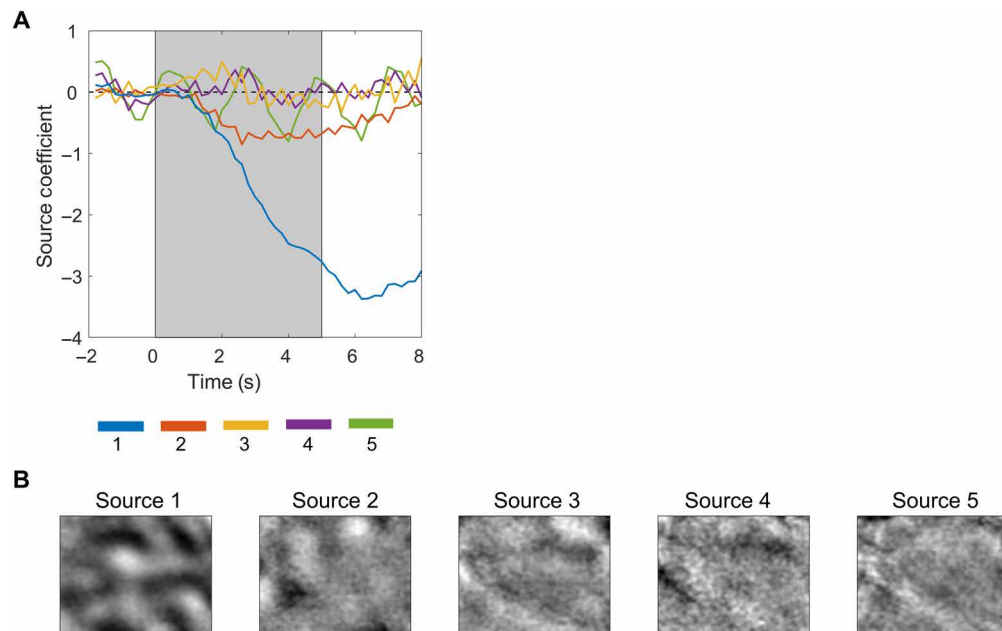 A
Source coefficient
1
0
–1
–2
–3
–4
–2 0 2 4 6 8
Time (s)
1 2 3 4 5
B
Source 1 Source 2 Source 3 Source 4 Source 5